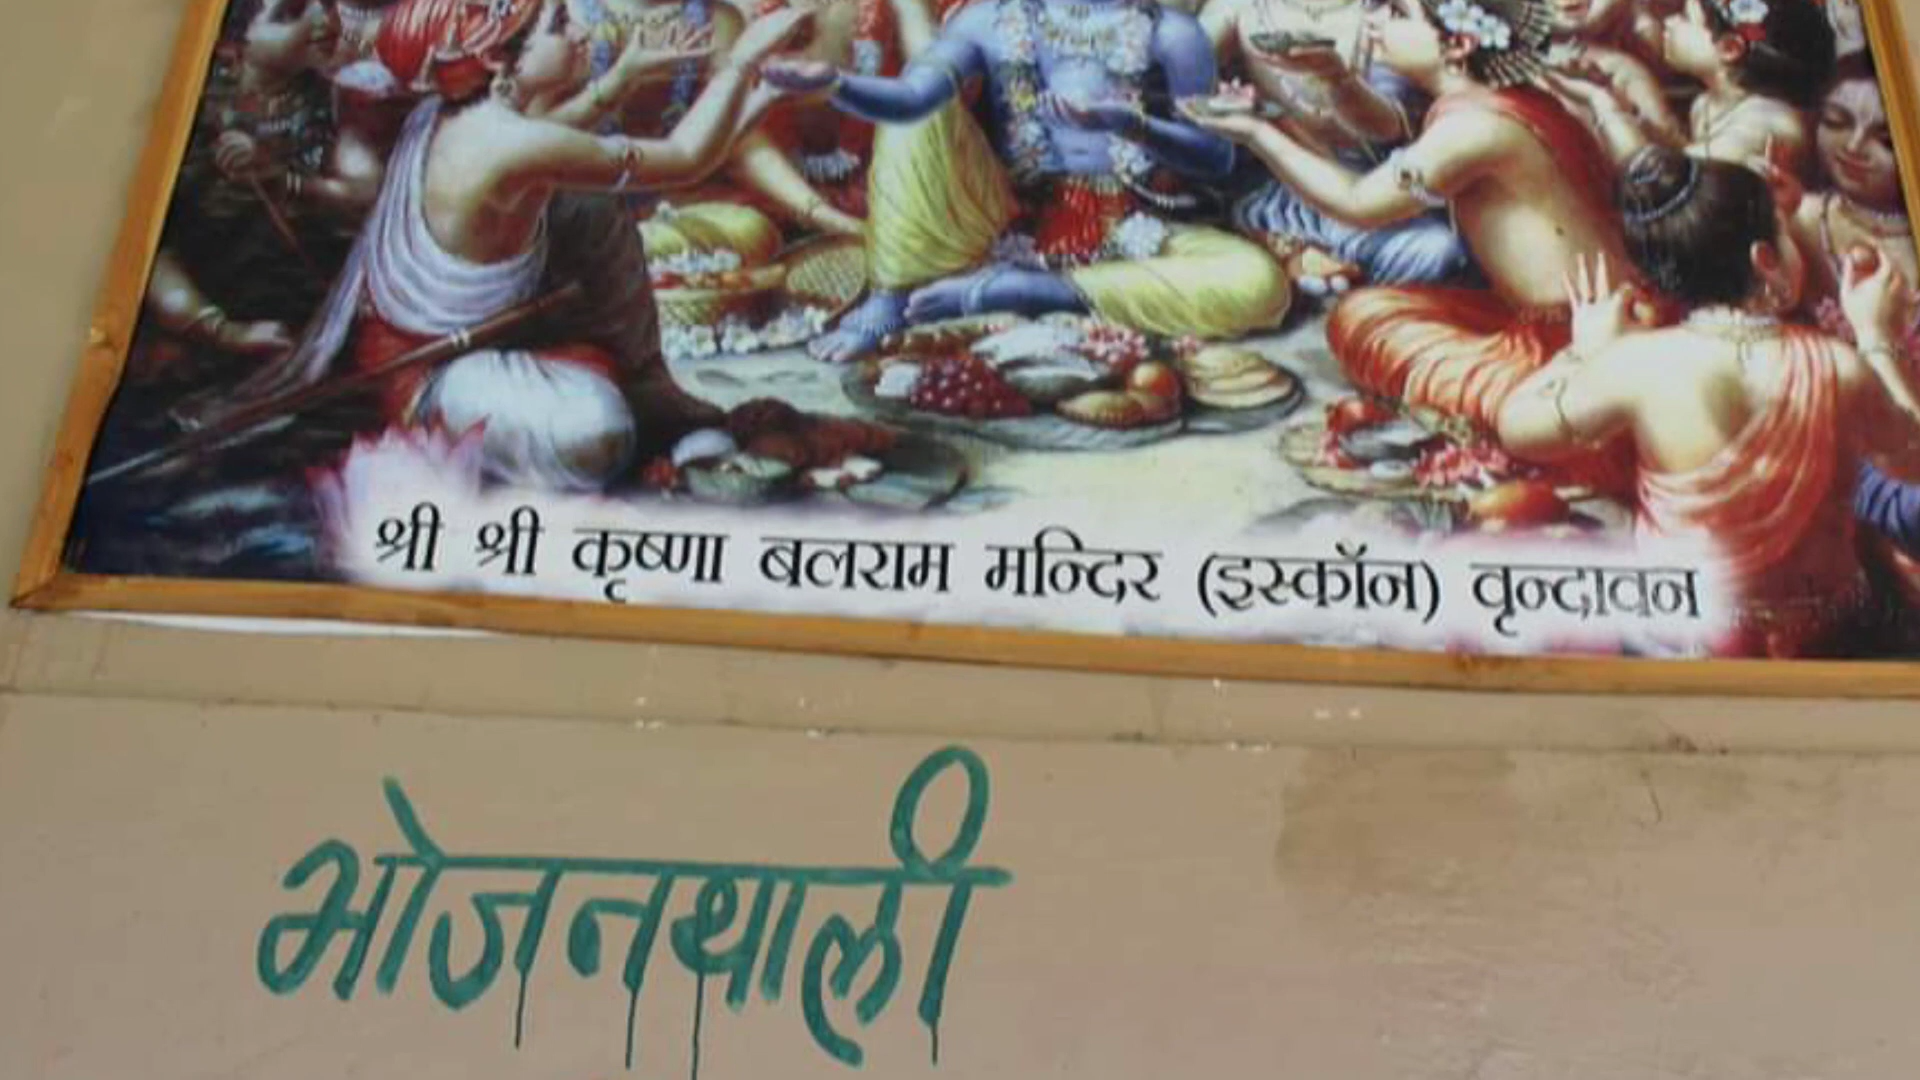 श्री श्री कृष्णा बलराम मन्दिर (इस्कॉन) वृन्दावन
भोजनथाली